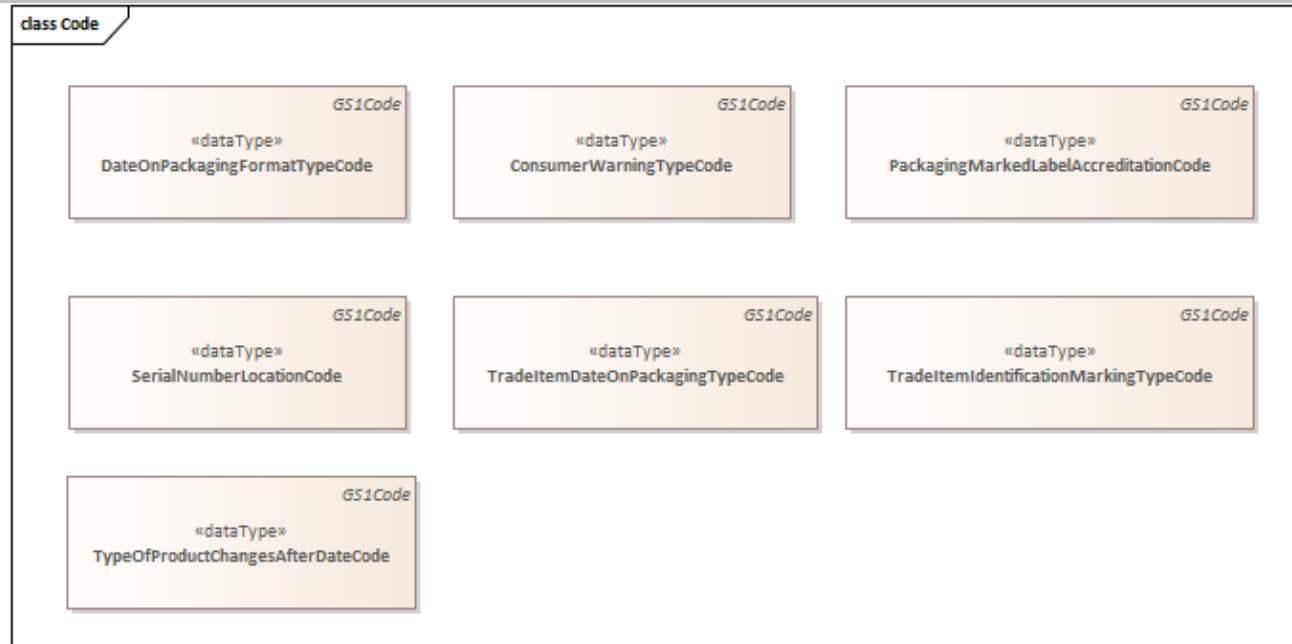 class Code
GS1Code
«dataType»
DateOnPackagingFormatTypeCode
GS1Code
«dataType»
ConsumerWarningTypeCode
GS1Code
«dataType»
PackagingMarkedLabelAccreditationCode
GS1Code
«dataType»
SerialNumberLocationCode
GS1Code
«dataType»
TradeItemDateOnPackagingTypeCode
GS1Code
«dataType»
TradeItemIdentificationMarkingTypeCode
GS1Code
«dataType»
TypeOfProductChangesAfterDateCode